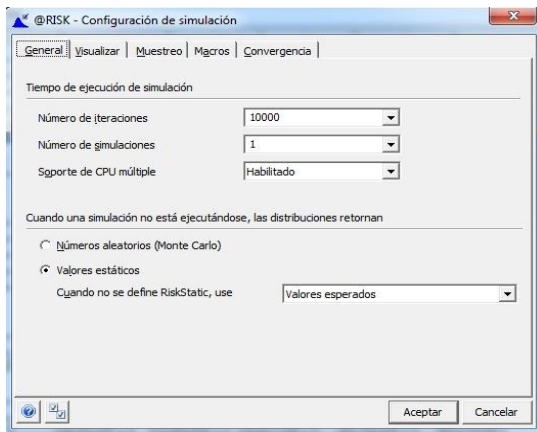 @RISK - Configuración de simulación
General Visualizar Muestreo Macros Convergencia
Tiempo de ejecución de simulación
Número de iteraciones 10000
Número de simulaciones 1
Soporte de CPU múltiple Habilitado
Cuando una simulación no está ejecutándose, las distribuciones retornan
Números aleatorios (Monte Carlo)
Valores estáticos
Cuando no se define RiskStatic, use Valores esperados
Aceptar Cancelar